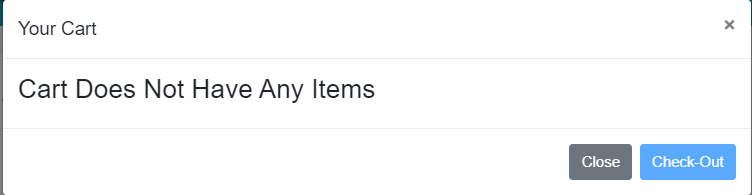 Your Cart
×
Cart Does Not Have Any Items
Close
Check-Out